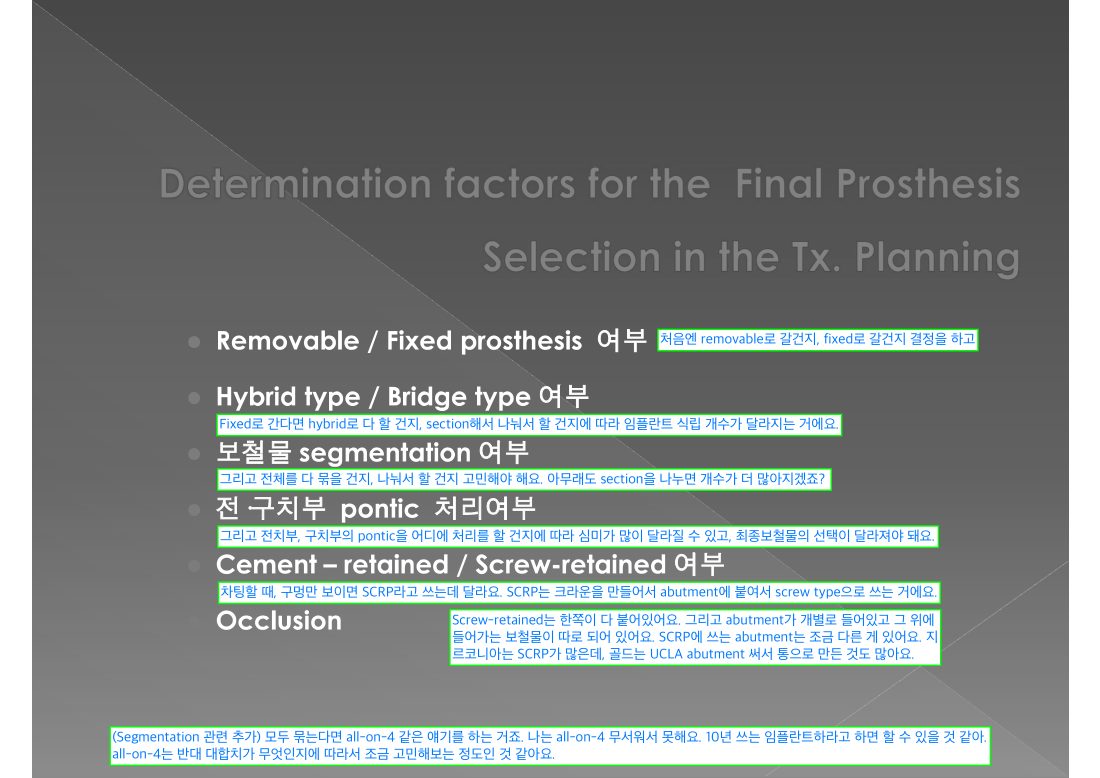 Determination factors for the Final Prosthesis
Selection in the Tx. Planning
Removable / Fixed prosthesis 여부
처음엔 removable로 갈건지, fixed로 갈건지 결정을 하고
Hybrid type / Bridge type 여부
Fixed로 간다면 hybrid로 다 할 건지, section해서 나눠서 할 건지에 따라 임플란트 식립 개수가 달라지는 거에요.
보철물 segmentation 여부
그리고 전체를 다 묶을 건지, 나눠서 할 건지 고민해야 해요. 아무래도 section을 나누면 개수가 더 많아지겠죠?
전 구치부 pontic 처리여부
그리고 전치부, 구치부의 pontic을 어디에 처리를 할 건지에 따라 심미가 많이 달라질 수 있고, 최종보철물의 선택이 달라져야 돼요.
Cement – retained / Screw-retained 여부
차팅할 때, 구멍만 보이면 SCRP라고 쓰는데 달라요. SCRP는 크라운을 만들어서 abutment에 붙여서 screw type으로 쓰는 거에요.
Occlusion
Screw-retained는 한쪽이 다 붙어있어요. 그리고 abutment가 개별로 들어있고 그 위에
들어가는 보철물이 따로 되어 있어요. SCRP에 쓰는 abutment는 조금 다른 게 있어요. 지
르코니아는 SCRP가 많은데, 골드는 UCLA abutment 써서 통으로 만든 것도 많아요.
(Segmentation 관련 추가) 모두 묶는다면 all-on-4 같은 얘기를 하는 거죠. 나는 all-on-4 무서워서 못해요. 10년 쓰는 임플란트하라고 하면 할 수 있을 것 같아.
all-on-4는 반대 대합치가 무엇인지에 따라서 조금 고민해보는 정도인 것 같아요.